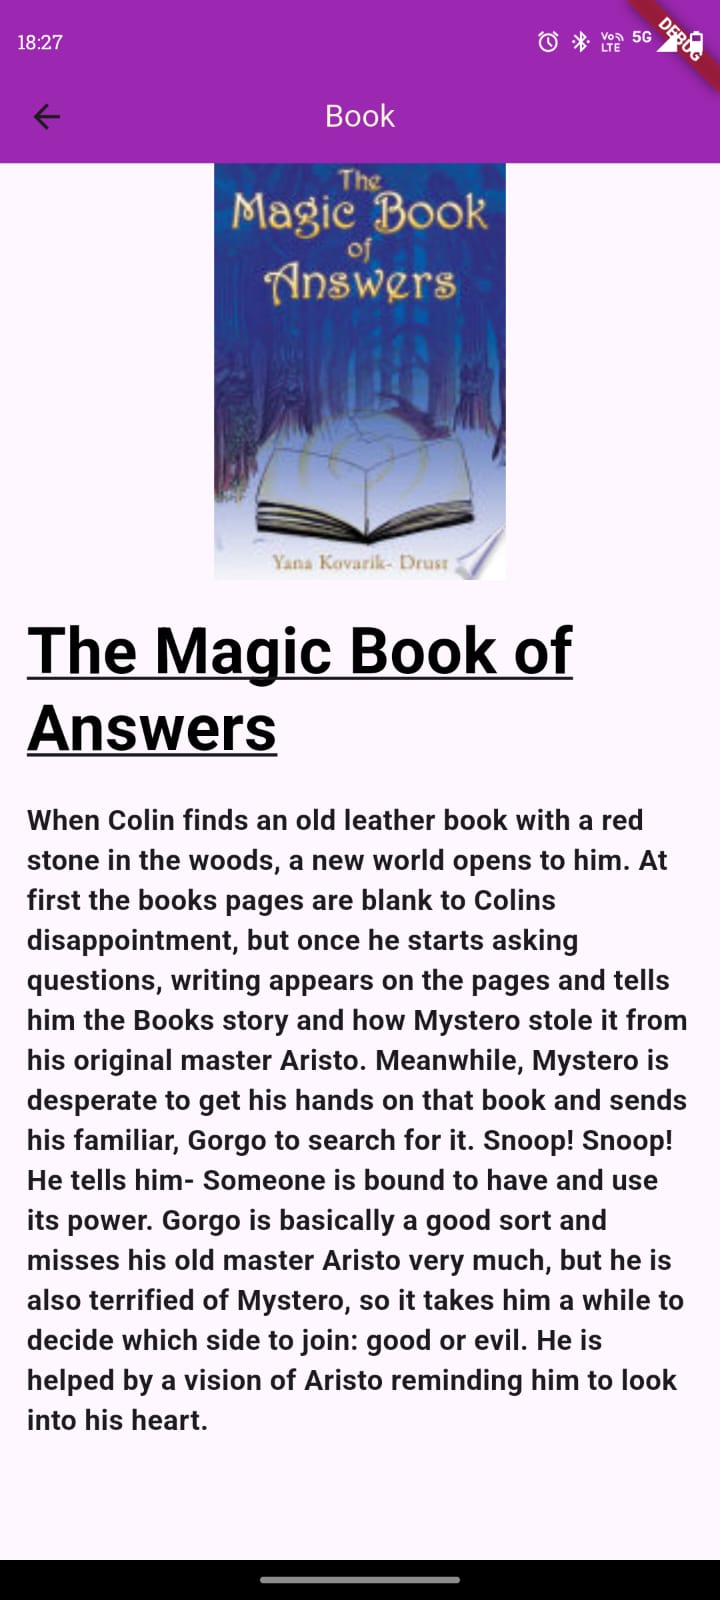 18:27
Vo
LTE
5G
DEBUG
Book
The
Magic Book
of
Answers
Yana Kovarik- Drust
The Magic Book of
Answers
When Colin finds an old leather book with a red
stone in the woods, a new world opens to him. At
first the books pages are blank to Colins
disappointment, but once he starts asking
questions, writing appears on the pages and tells
him the Books story and how Mystero stole it from
his original master Aristo. Meanwhile, Mystero is
desperate to get his hands on that book and sends
his familiar, Gorgo to search for it. Snoop! Snoop!
He tells him- Someone is bound to have and use
its power. Gorgo is basically a good sort and
misses his old master Aristo very much, but he is
also terrified of Mystero, so it takes him a while to
decide which side to join: good or evil. He is
helped by a vision of Aristo reminding him to look
into his heart.